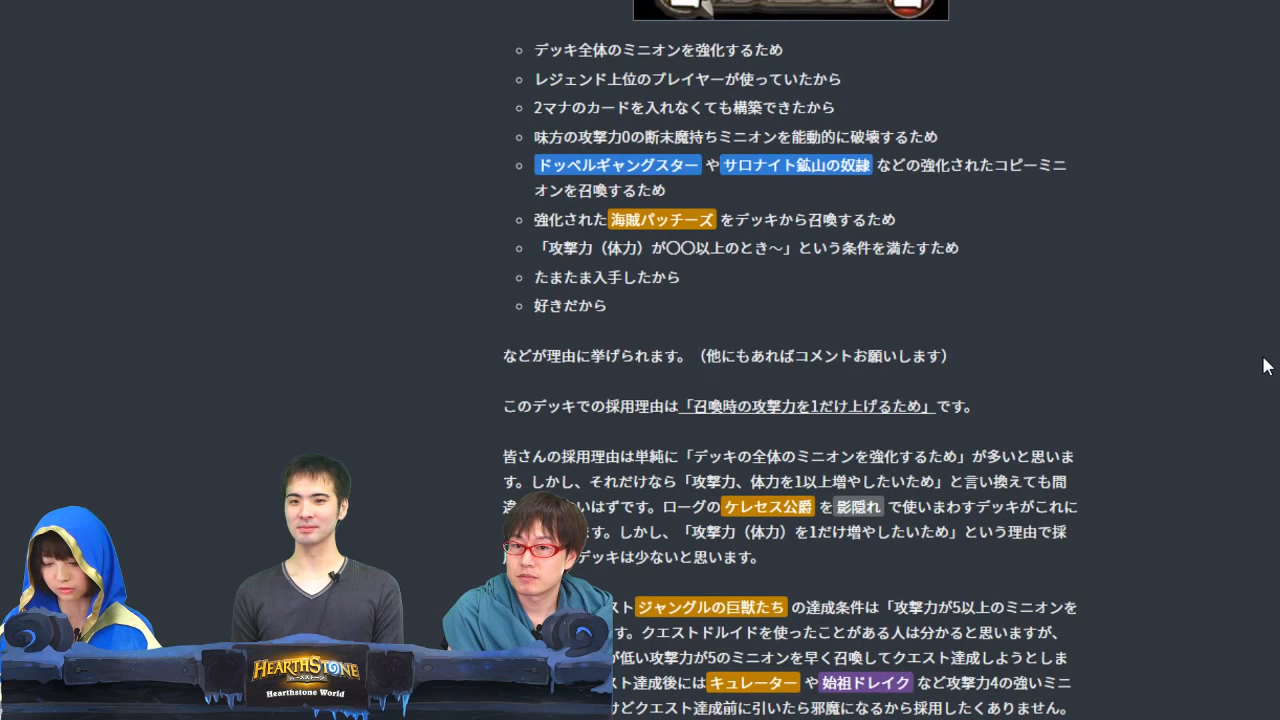 デッキ全体のミニオンを強化するため
レジェンド上位のプレイヤーが使っていたから
2マナのカードを入れなくても構築できたから
味方の攻撃力0の断末魔持ちミニオンを能動的に破壊するため
ドッペルギャングスター や サロナイト鉱山の奴隷 などの強化されたコピーミニ
オンを召喚するため
強化された 海賊パッチーズ をデッキから召喚するため
「攻撃力（体力）が〇〇以上のとき～」という条件を満たすため
たまたま入手したから
好きだから
などが理由に挙げられます。（他にもあればコメントお願いします）
このデッキでの採用理由は「召喚時の攻撃力を1だけ上げるため」です。
皆さんの採用理由は単純に「デッキの全体のミニオンを強化するため」が多いと思いま
す。しかし、それだけなら「攻撃力、体力を1以上増やしたいため」と言い換えても間
いはずです。ローグの ケレセス公爵 を 影隠れ で使いまわすデッキがこれに
す。しかし、「攻撃力（体力）を1だけ増やしたいため」という理由で採
デッキは少ないと思います。
スト ジャングルの巨獣たち の達成条件は「攻撃力が5以上のミニオンを
す。クエストドルイドを使ったことがある人は分かると思いますが、
が低い攻撃力が5のミニオンを早く召喚してクエスト達成しようとしま
スト達成後には キュレーター や 始祖ドレイク など攻撃力4の強いミニ
けどクエスト達成前に引いたら邪魔になるから採用したくありません。
HEARTHSTONE
ハースストーン
Hearthstone World